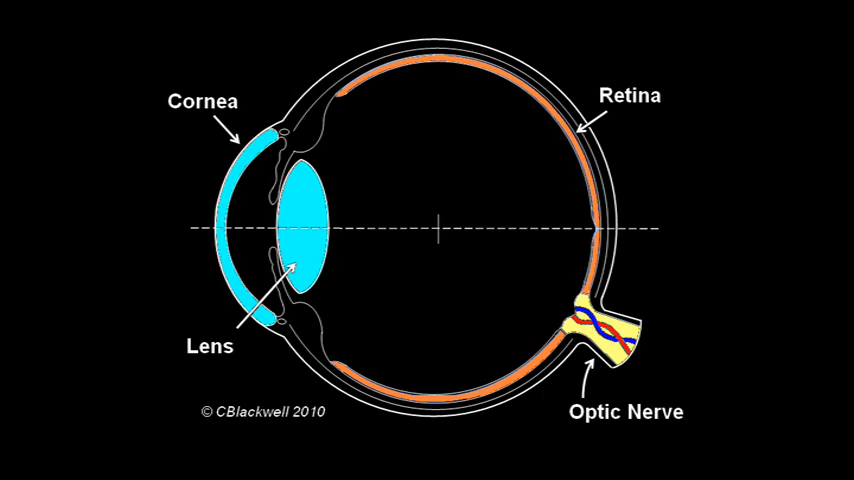 Cornea
Retina
Lens
Optic Nerve
© CBlackwell 2010